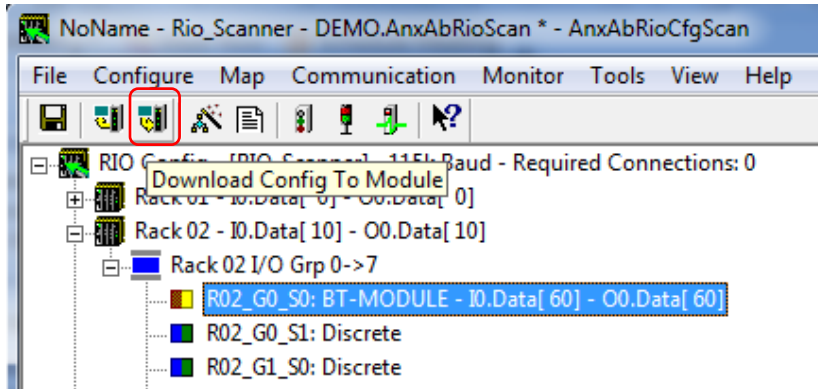 NoName - Rio_Scanner - DEMO.AnxAbRioScan * - AnxAbRioCfgScan
File Configure Map Communication Monitor Tools View Help
RIO Config - [RIO_Scanner] - 115k Baud - Required Connections: 0
Download Config To Module
Rack 01 - I0.Data[ 0] - O0.Data[ 0]
Rack 02 - I0.Data[ 10] - O0.Data[ 10]
Rack 02 I/O Grp 0->7
R02_G0_S0: BT-MODULE - I0.Data[ 60] - O0.Data[ 60]
R02_G0_S1: Discrete
R02_G1_S0: Discrete